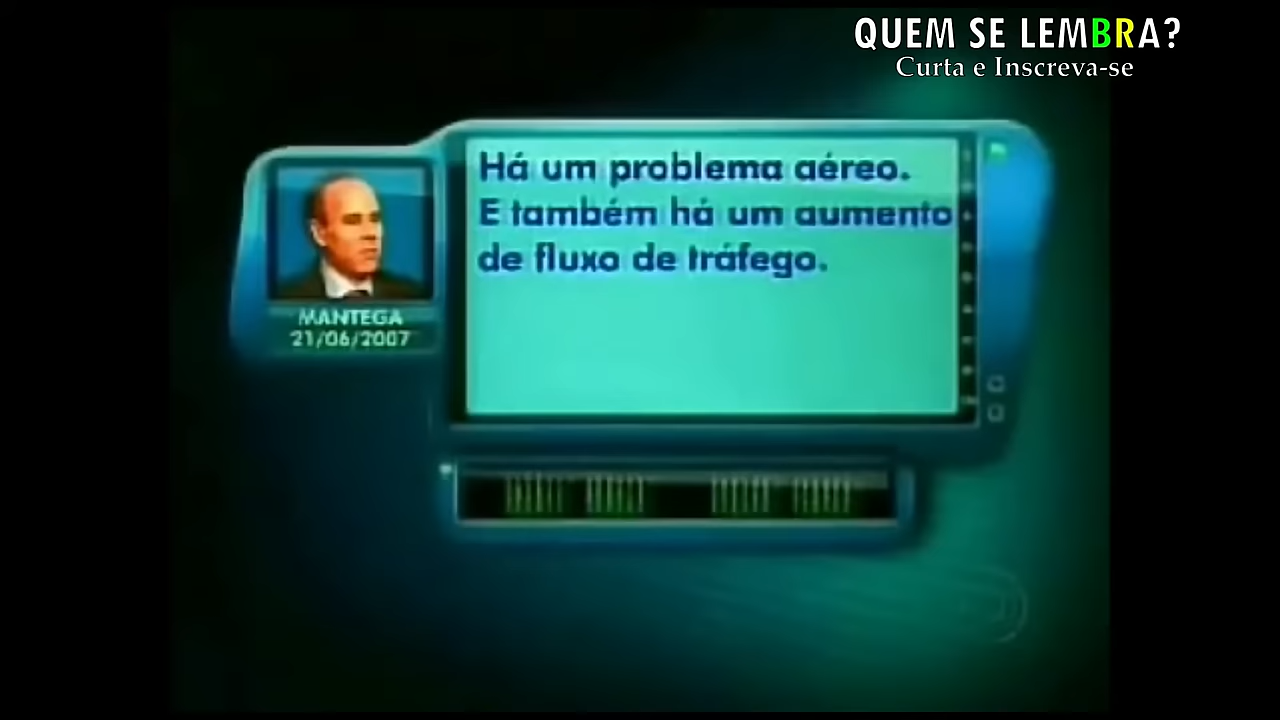 QUEM SE LEMBRA?
Curta e Inscreva-se
Há um problema aéreo.
E também há um aumento
de fluxo de tráfego.
MANTEGA
21/06/2007